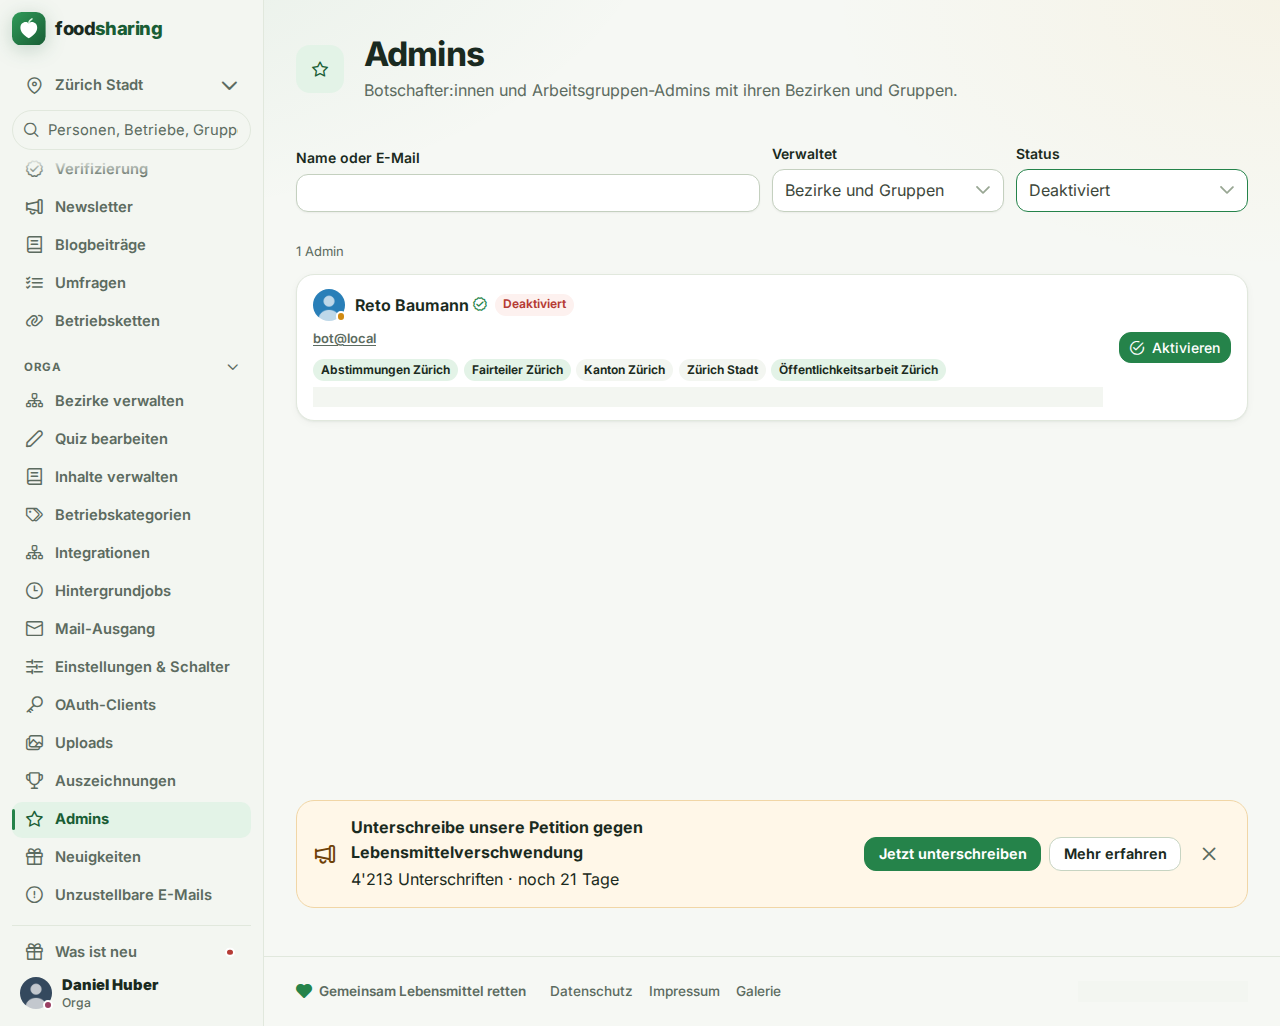 foodsharing
Zürich Stadt
Personen, Betriebe, Grupp
Verifizierung
Newsletter
Blogbeiträge
Umfragen
Betriebsketten
ORGA
Bezirke verwalten
Quiz bearbeiten
Inhalte verwalten
Betriebskategorien
Integrationen
Hintergrundjobs
Mail-Ausgang
Einstellungen & Schalter
OAuth-Clients
Uploads
Auszeichnungen
Admins
Neuigkeiten
Unzustellbare E-Mails
Was ist neu
Daniel Huber
Orga
Admins
Botschafter:innen und Arbeitsgruppen-Admins mit ihren Bezirken und Gruppen.
Name oder E-Mail
Verwaltet
Bezirke und Gruppen
Status
Deaktiviert
1 Admin
Reto Baumann Deaktiviert
bot@local
Abstimmungen Zürich Fairteiler Zürich Kanton Zürich Zürich Stadt Öffentlichkeitsarbeit Zürich
Aktivieren
Unterschreibe unsere Petition gegen
Lebensmittelverschwendung
4'213 Unterschriften · noch 21 Tage
Jetzt unterschreiben
Mehr erfahren
Gemeinsam Lebensmittel retten Datenschutz Impressum Galerie